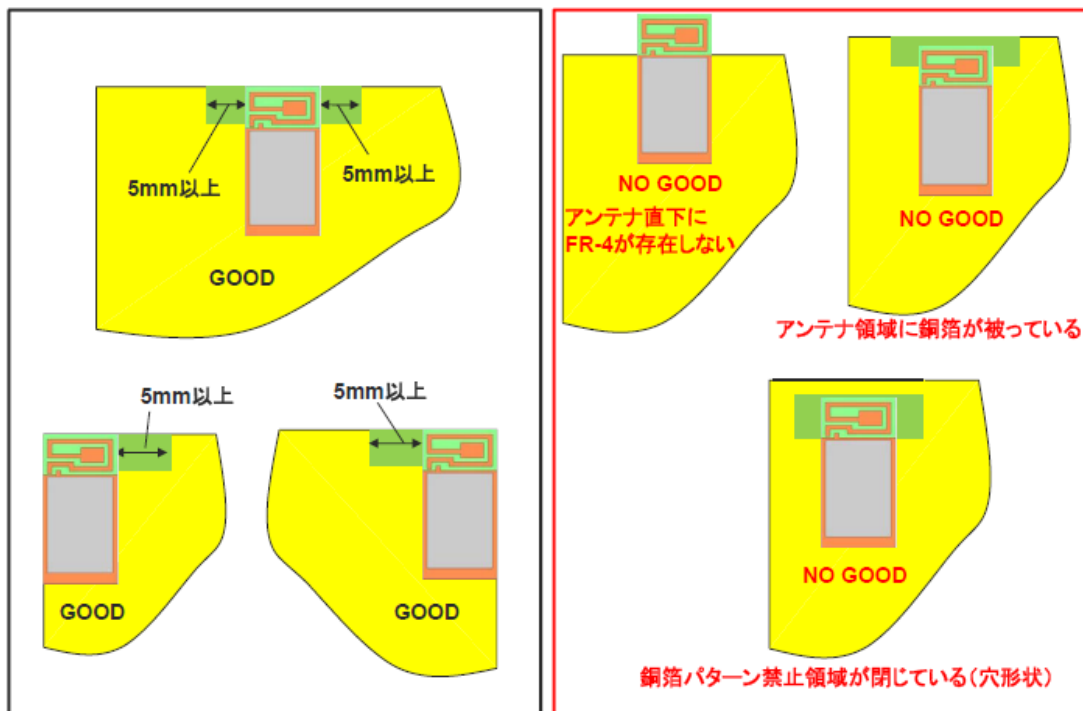 5mm以上
5mm以上
GOOD
5mm以上
GOOD
5mm以上
GOOD
NO GOOD
アンテナ直下に
FR-4が存在しない
NO GOOD
アンテナ領域に銅箔が被っている
NO GOOD
銅箔パターン禁止領域が閉じている(穴形状)